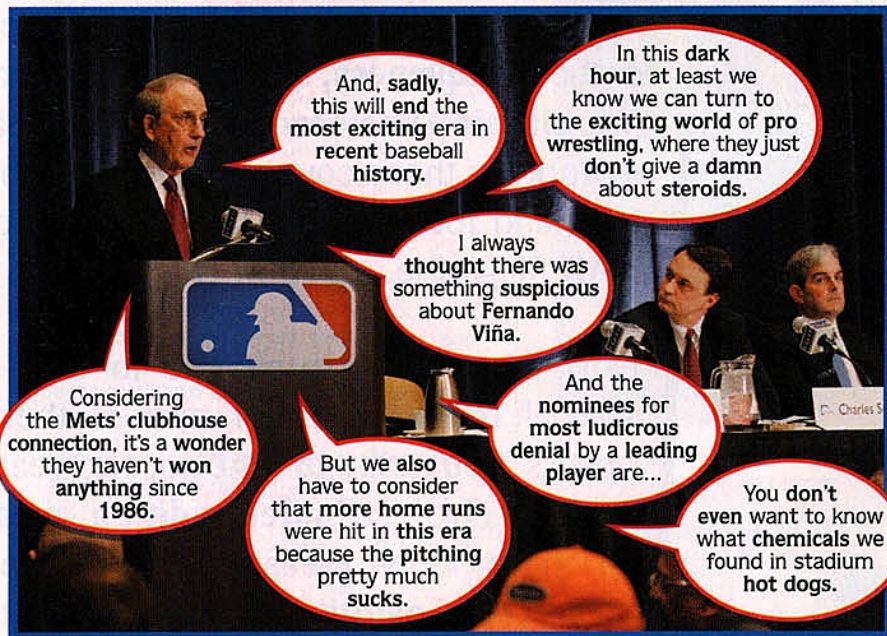 And, sadly,
this will end the
most exciting era in
recent baseball
history.
In this dark
hour, at least we
know we can turn to
the exciting world of pro
wrestling, where they just
don't give a damn
about steroids.
I always
thought there was
something suspicious
about Fernando
Viña.
Considering
the Mets' clubhouse
connection, it's a wonder
they haven't won
anything since
1986.
But we also
have to consider
that more home runs
were hit in this era
because the pitching
pretty much
sucks.
And the
nominees for
most ludicrous
denial by a leading
player are...
You don't
even want to know
what chemicals we
found in stadium
hot dogs.
Charles S